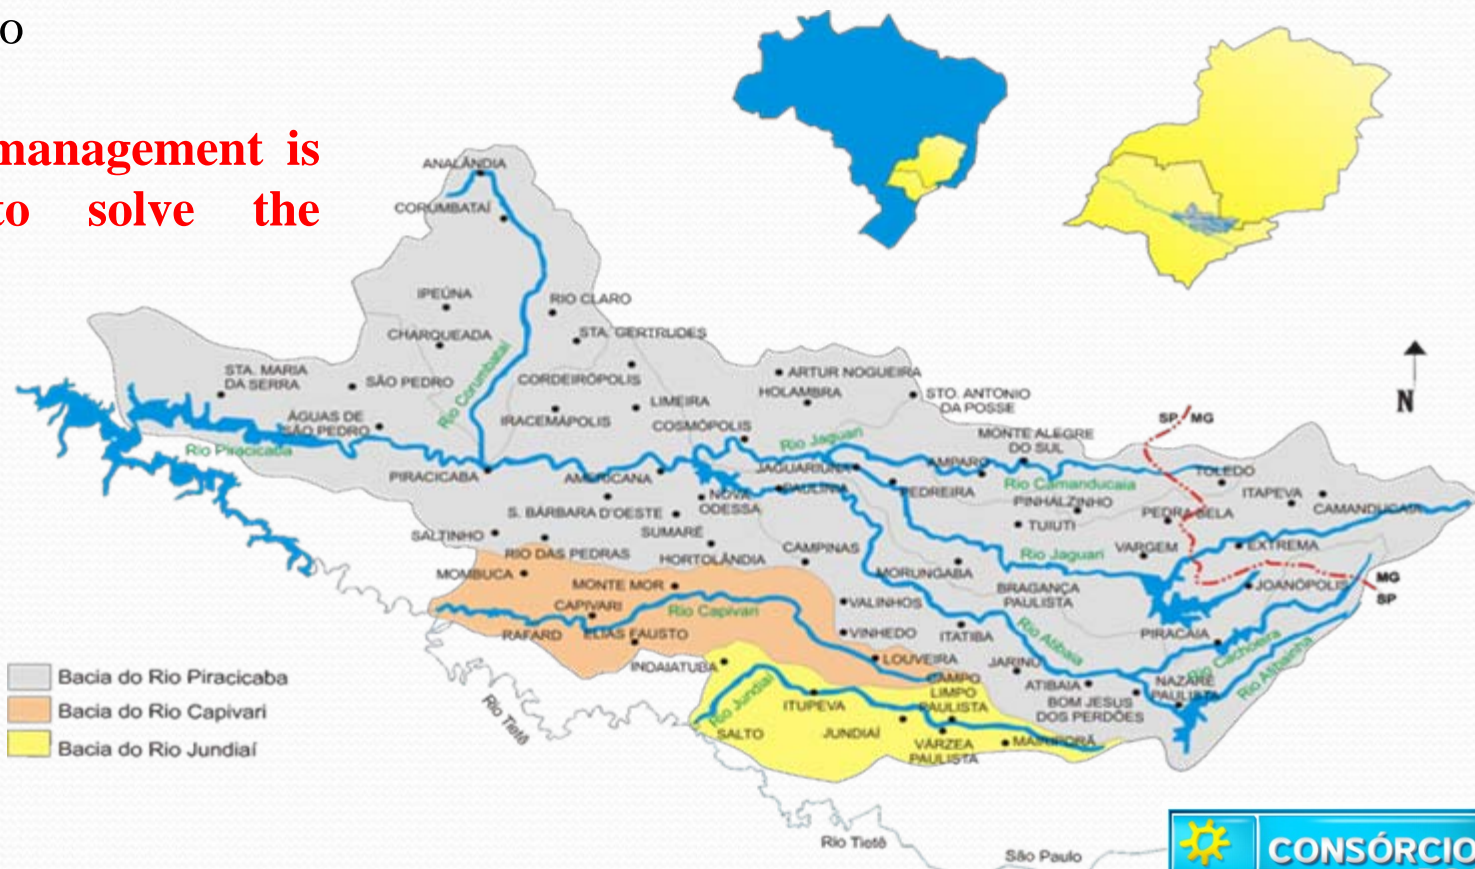 o
management is
to solve the
ANALÂNDIA
CORUMBATAÍ
IPEÚNA
RIO CLARO
CHARQUEADA
STA. GERTRUDES
STA. MARIA
DA SERRA
SÃO PEDRO
CORDEIRÓPOLIS
Rio Corumbataí
ARTUR NOGUEIRA
HOLAMBRA
STO. ANTONIO
DA POSSE
N
LIMEIRA
IRACEMÁPOLIS
COSMÓPOLIS
ÁGUAS DE
SÃO PEDRO
SP MG
Rio Piracicaba
Rio Jaguari
MONTE ALEGRE
DO SUL
PIRACICABA
AMERICANA
JAGUARIUNA
AMPARO
TOLEDO
Rio Camanducaia
PAULÍNIA
PEDREIRA
NOVA
ODESSA
PINHALZINHO
ITAPEVA
CAMANDUCAIA
S. BÁRBARA D'OESTE
PEDRA BELA
TUIUTI
SALTINHO
SUMARÉ
RIO DAS PEDRAS
HORTOLÂNDIA
CAMPINAS
Rio Jaguari
VARGEM
EXTREMA
MOMBUCA
MONTE MOR
MORUNGABA
BRAGANÇA
PAULISTA
JOANÓPOLIS
MG
SP
CAPIVARI
Rio Capivari
VALINHOS
RAFARD
ELIAS FAUSTO
VINHEDO
ITATIBA
Rio Atibaia
PIRACAIA
Rio Cachoeira
INDAIATUBA
LOUVEIRA
JARINU
Rio Atibainha
CAMPO
LIMPO
PAULISTA
ATIBAIA
NAZARÉ
PAULISTA
BOM JESUS
DOS PERDÕES
Bacia do Rio Piracicaba
Bacia do Rio Capivari
Bacia do Rio Jundiaí
Rio Tietê
Rio Jundiaí
ITUPEVA
SALTO
JUNDIAÍ
VÁRZEA
PAULISTA
MAIRIPORÃ
Rio Tietê
São Paulo
CONSÓRCIO